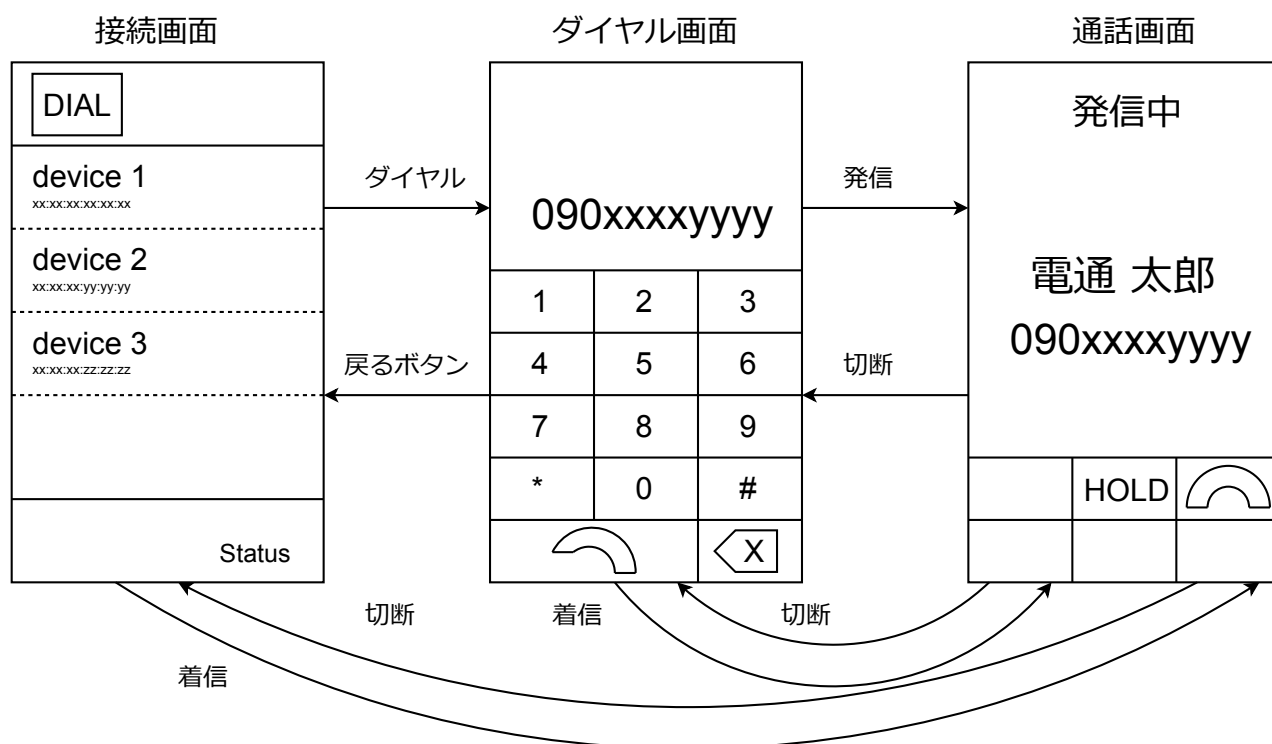 接続画面
ダイヤル画面
通話画面
DIAL
device 1
xx:xx:xx:xx:xx:xx
device 2
xx:xx:xx:yy:yy:yy
device 3
xx:xx:xx:zz:zz:zz
Status
ダイヤル
戻るボタン
090xxxxyyyy
1 2 3
4 5 6
7 8 9
* 0 #
X
発信
切断
発信中
電通 太郎
090xxxxyyyy
HOLD
切断
着信
切断
着信